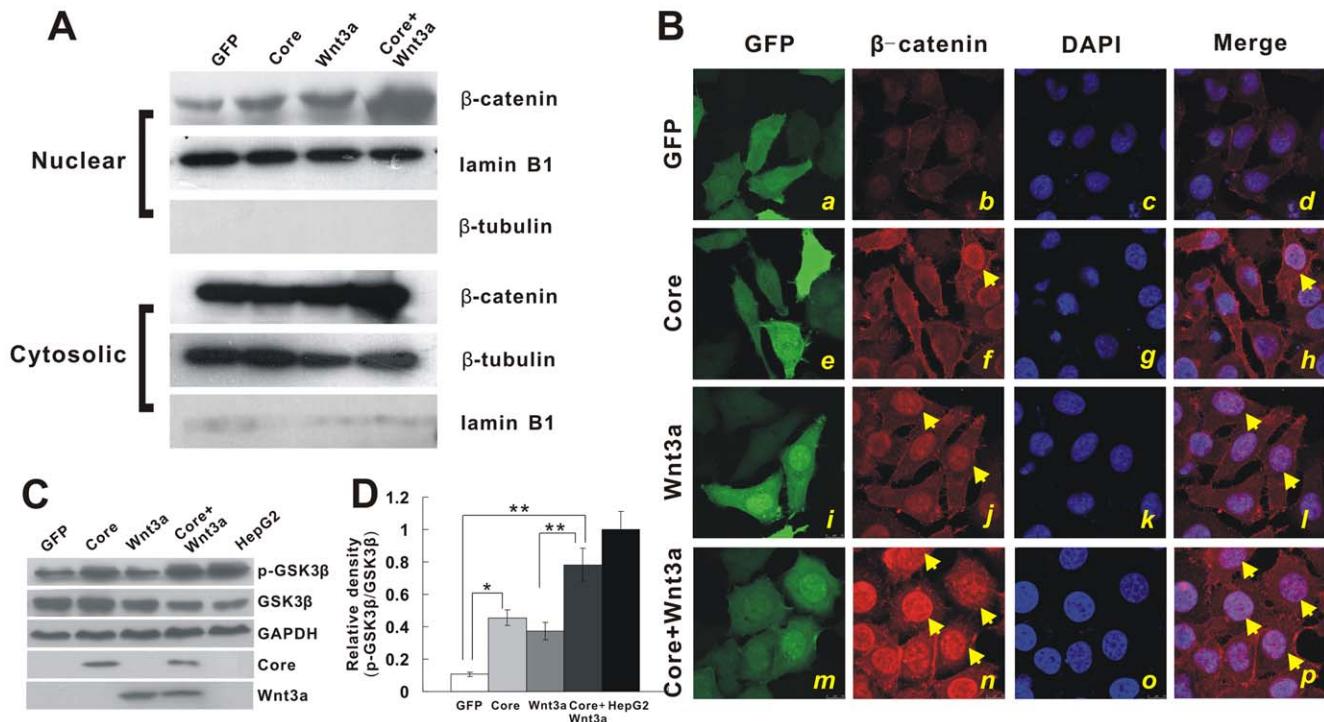 A
GFP
Core
Wnt3a
Core+
Wnt3a
Nuclear
β-catenin
lamin B1
β-tubulin
Cytosolic
β-catenin
β-tubulin
lamin B1
B
GFP
β-catenin
DAPI
Merge
GFP
a
b
c
d
Core
e
f
g
h
Wnt3a
i
j
k
l
Core+Wnt3a
m
n
o
p
C
GFP
Core
Wnt3a
Core+
Wnt3a
HepG2
p-GSK3β
GSK3β
GAPDH
Core
Wnt3a
D
Relative density
(p-GSK3β/GSK3β)
1.2
1
0.8
0.6
0.4
0.2
0
**
**
*
GFP
Core
Wnt3a
Core+
Wnt3a
HepG2